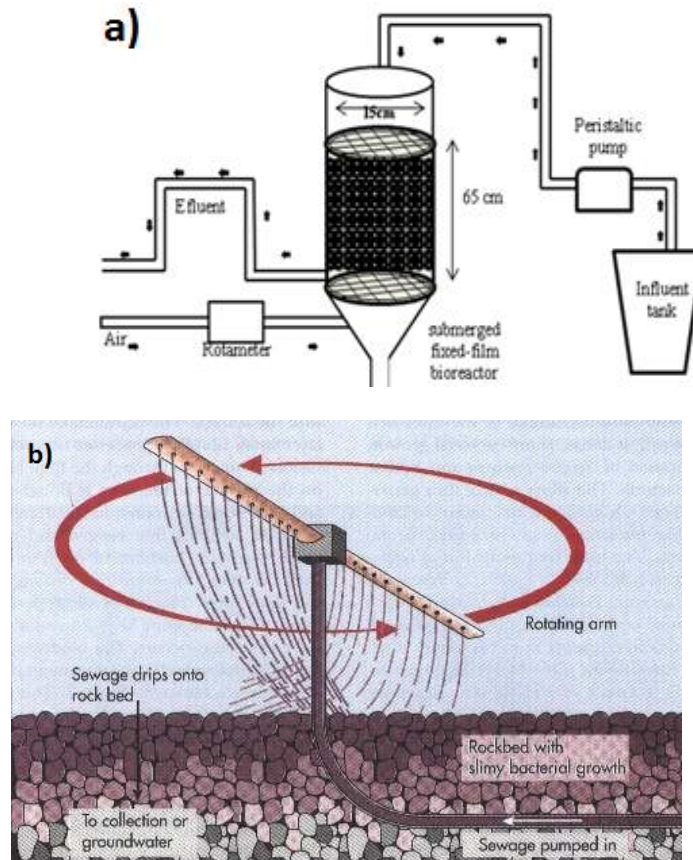 a)
15cm
Peristaltic
pump
65 cm
Efluent
Influent
tank
Air
Rotameter
submerged
fixed-film
bioreactor
b)
Rotating arm
Sewage drips onto
rock bed
Rockbed with
slimy bacterial growth
To collection or
groundwater
Sewage pumped in